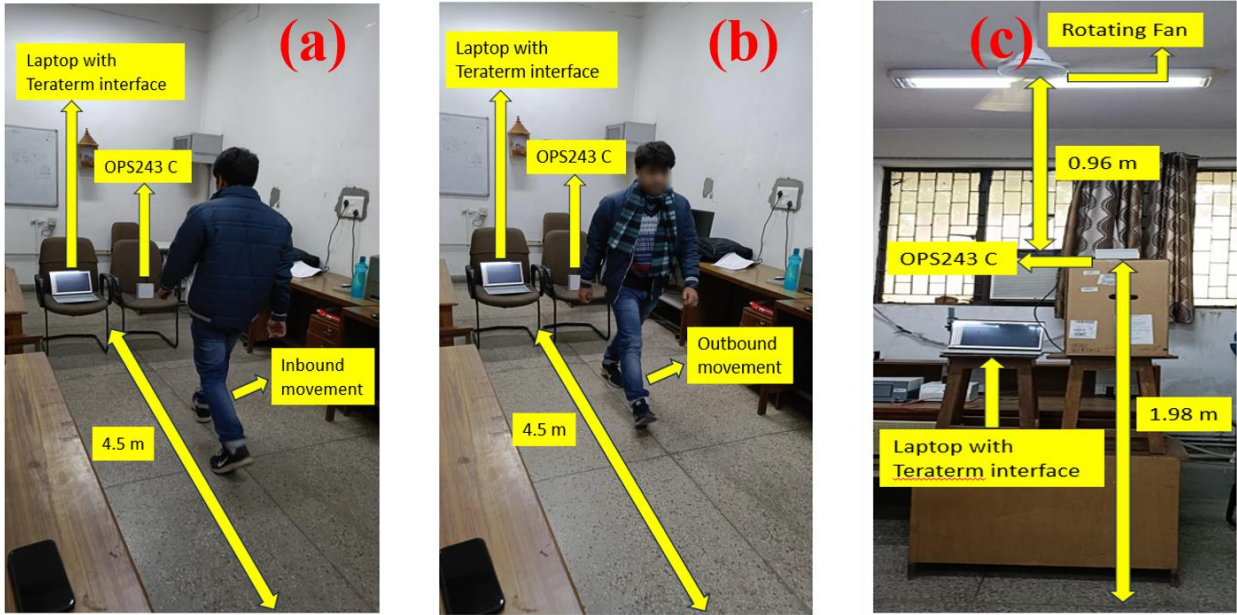 (a)
Laptop with
Teraterm interface
OPS243 C
Inbound
movement
4.5 m
(b)
Laptop with
Teraterm interface
OPS243 C
Outbound
movement
4.5 m
(c)
Rotating Fan
0.96 m
OPS243 C
1.98 m
Laptop with
Teraterm interface